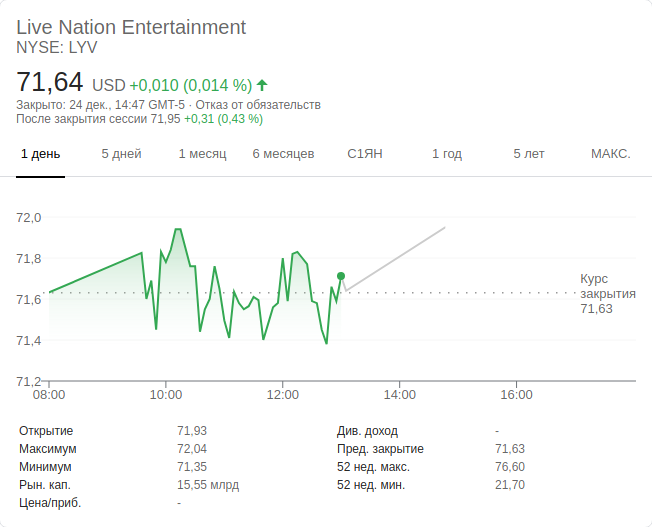 Live Nation Entertainment
NYSE: LYV
71,64 USD +0,010 (0,014 %)
Закрыто: 24 дек., 14:47 GMT-5 · Отказ от обязательств
После закрытия сессии 71,95 +0,31 (0,43 %)
1 день 5 дней 1 месяц 6 месяцев С1ЯН 1 год 5 лет МАКС.
72,0
71,8
71,6
71,4
71,2
Курс
закрытия
71,63
08:00 10:00 12:00 14:00 16:00
Открытие 71,93 Див. доход -
Максимум 72,04 Пред. закрытие 71,63
Минимум 71,35 52 нед. макс. 76,60
Рын. кап. 15,55 млрд 52 нед. мин. 21,70
Цена/приб. -